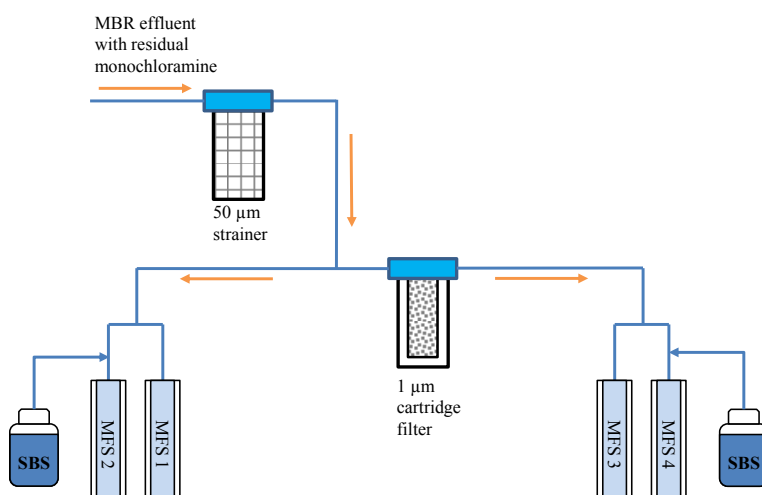 MBR effluent
with residual
monochloramine
50 µm
strainer
1 µm
cartridge
filter
SBS
MFS 2
MFS 1
MFS 3
MFS 4
SBS